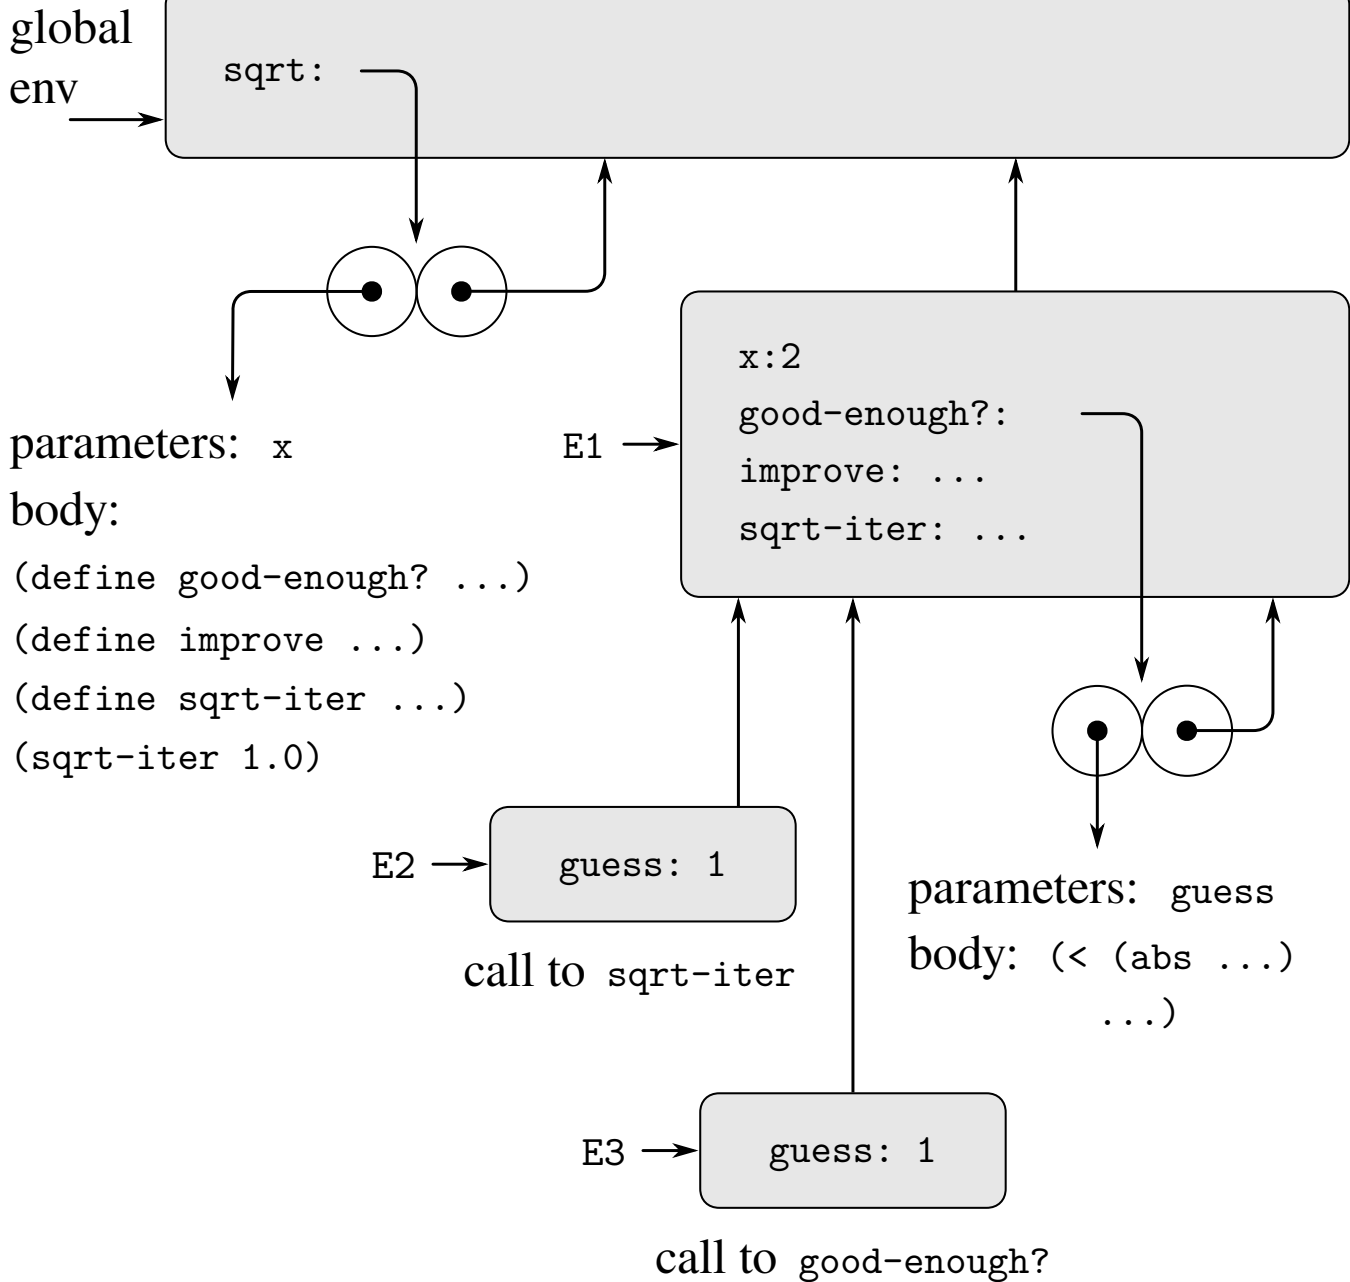 global
env
sqrt:
parameters: x
body:
(define good-enough? ...)
(define improve ...)
(define sqrt-iter ...)
(sqrt-iter 1.0)
E1
x:2
good-enough?:
improve: ...
sqrt-iter: ...
E2
guess: 1
call to sqrt-iter
parameters: guess
body: (< (abs ...)
...)
E3
guess: 1
call to good-enough?